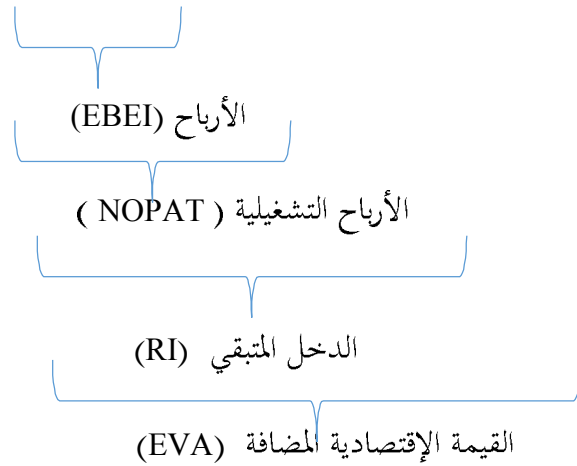 الأرباح (EBEI)
الأرباح التشغيلية ( NOPAT )
الدخل المتبقي (RI)
القيمة الإقتصادية المضافة (EVA)